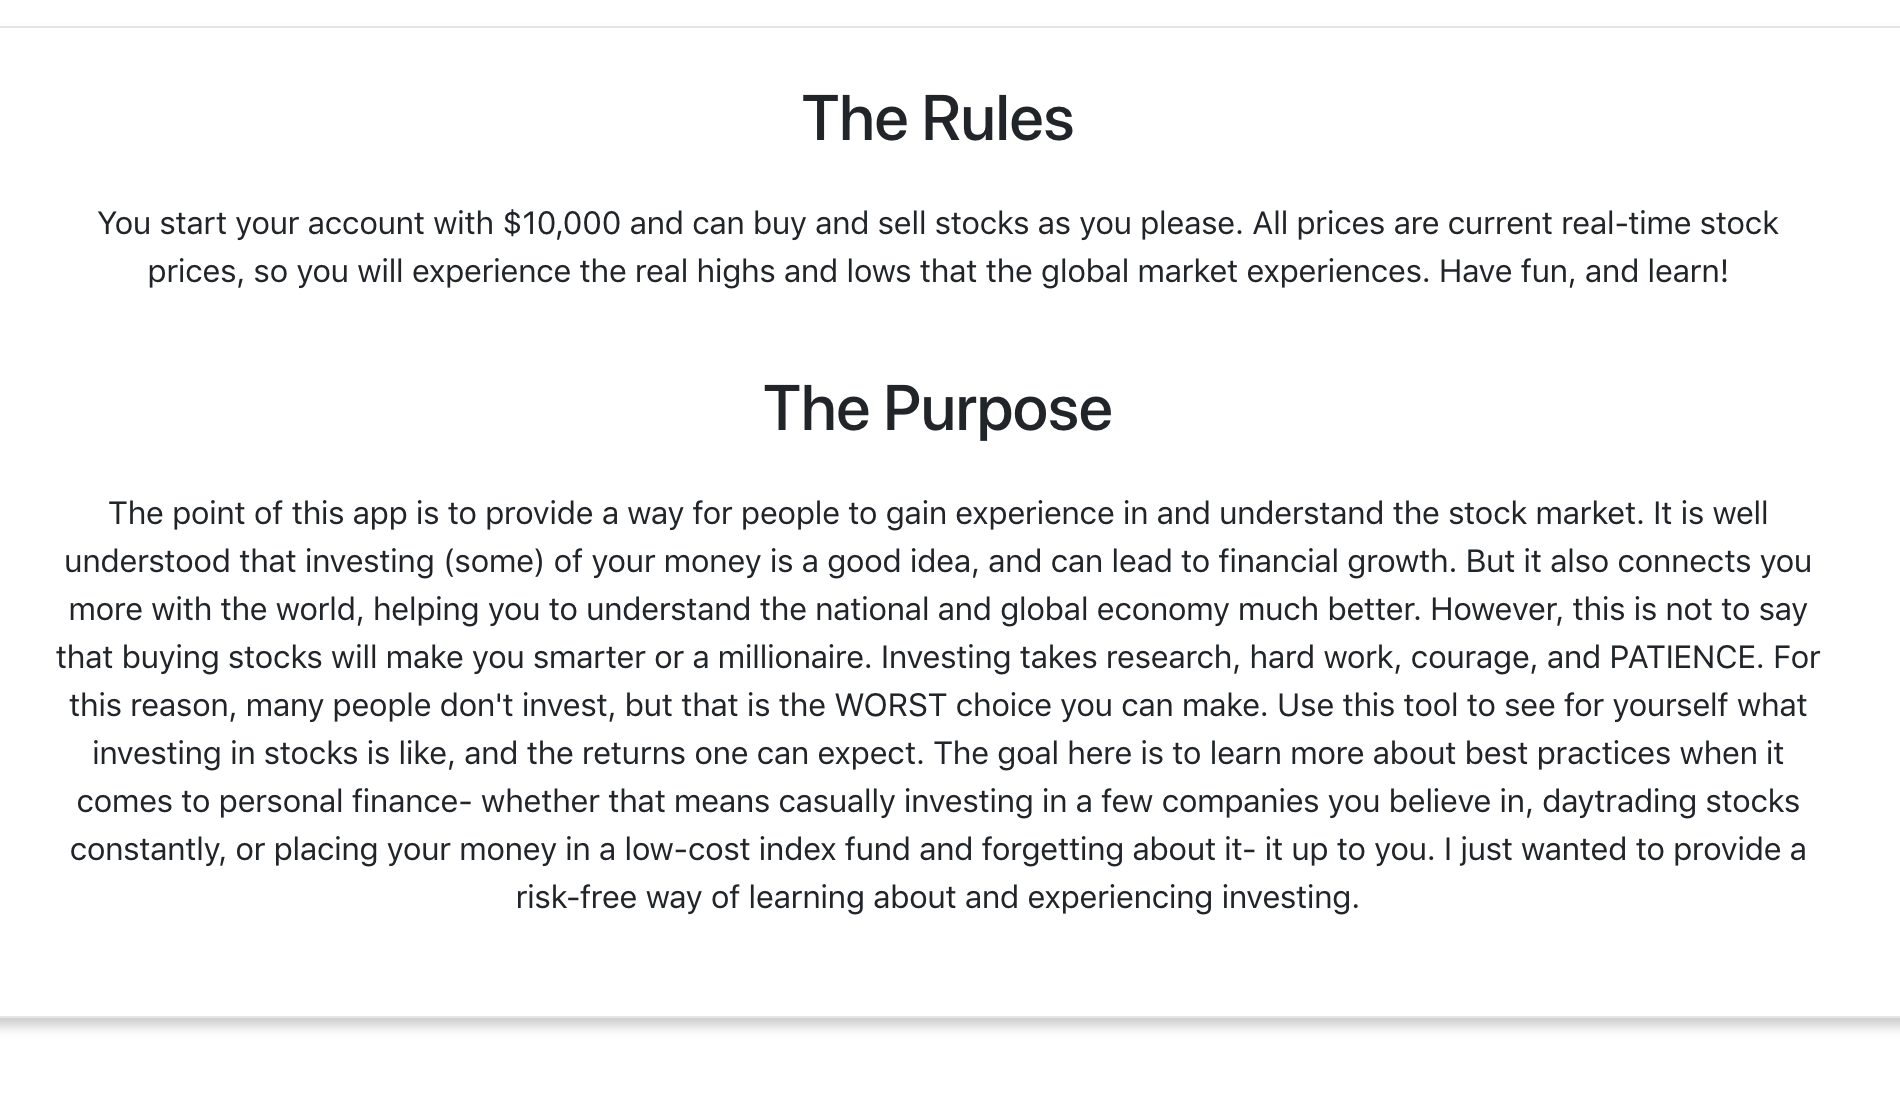 The Rules
You start your account with $10,000 and can buy and sell stocks as you please. All prices are current real-time stock
prices, so you will experience the real highs and lows that the global market experiences. Have fun, and learn!
The Purpose
The point of this app is to provide a way for people to gain experience in and understand the stock market. It is well
understood that investing (some) of your money is a good idea, and can lead to financial growth. But it also connects you
more with the world, helping you to understand the national and global economy much better. However, this is not to say
that buying stocks will make you smarter or a millionaire. Investing takes research, hard work, courage, and PATIENCE. For
this reason, many people don't invest, but that is the WORST choice you can make. Use this tool to see for yourself what
investing in stocks is like, and the returns one can expect. The goal here is to learn more about best practices when it
comes to personal finance- whether that means casually investing in a few companies you believe in, daytrading stocks
constantly, or placing your money in a low-cost index fund and forgetting about it- it up to you. I just wanted to provide a
risk-free way of learning about and experiencing investing.